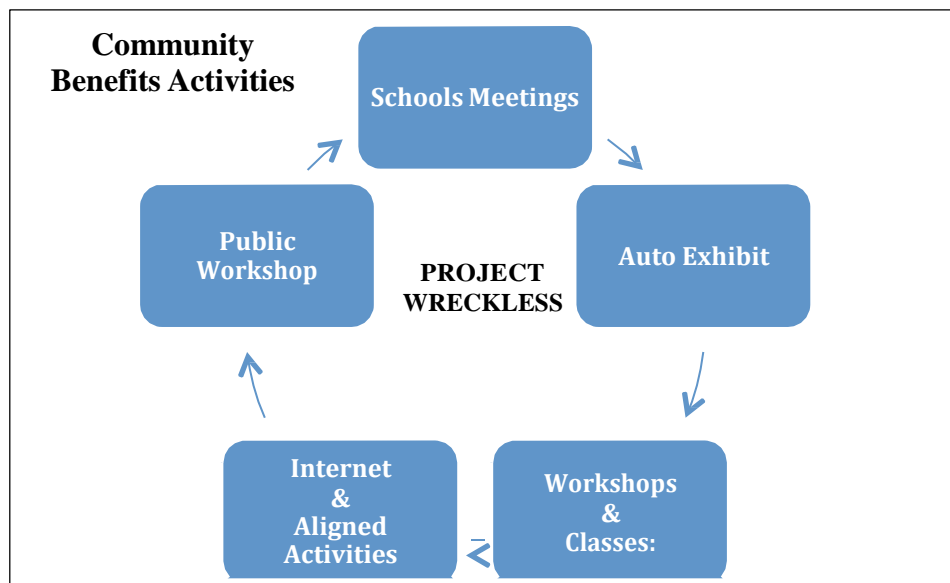 Community
Benefits Activities
Schools Meetings
Auto Exhibit
Workshops
&
Classes:
Internet
&
Aligned
Activities
Public
Workshop
PROJECT
WRECKLESS